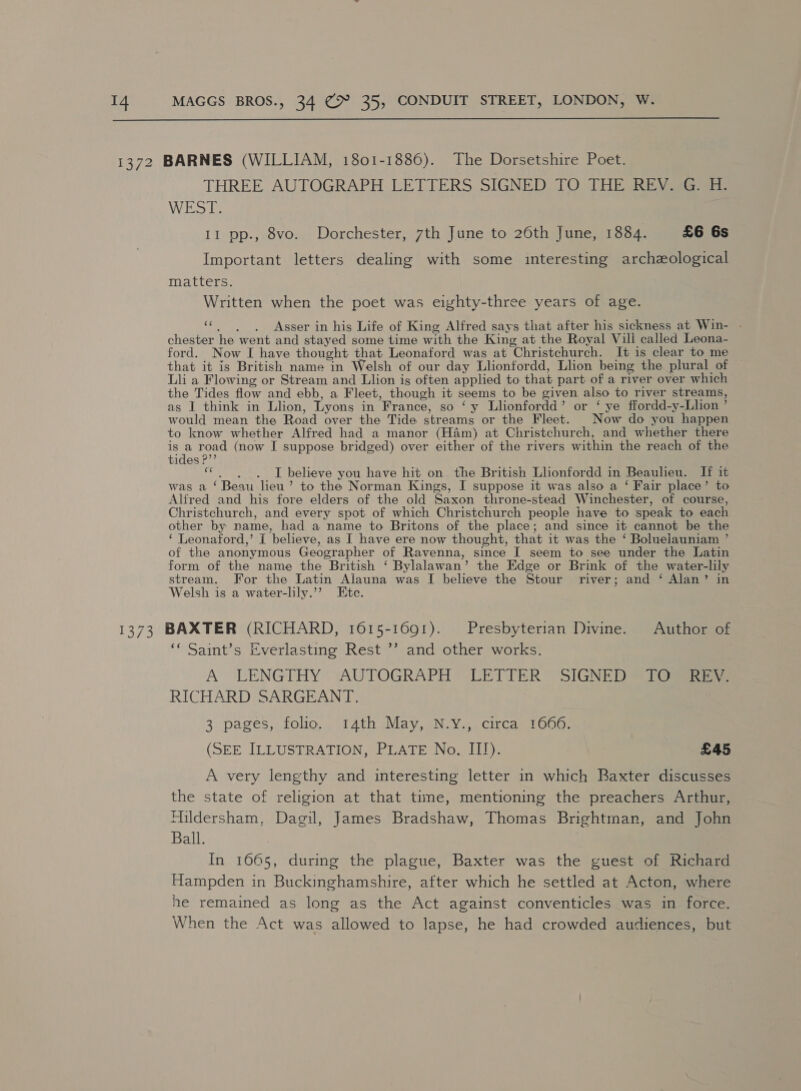 14 MAGGS BROS., 34 & 35, CONDUIT STREET, LONDON, W.
1372 BARNES (WILLIAM, 1801-1886). The Dorsetshire Poet.
THREE AUTOGRAPH LETTERS SIGNED TO THE REV. G. H.
WEST.
11 pp., 8vo. Dorchester, 7th June to 26th June, 1884. £6 6s
Important letters dealing with some interesting archæological
matters.
Written when the poet was eighty-three years of age.
“. . . Asser in his Life of King Alfred says that after his sickness at Win-
chester he went and stayed some time with the King at the Royal Vill called Leona-
ford. Now I have thought that Leonaford was at Christchurch. It is clear to me
that it is British name in Welsh of our day Llionfordd, Llion being the plural of
Lli a Flowing or Stream and Llion is often applied to that part of a river over which
the Tides flow and ebb, a Fleet, though it seems to be given also to river streams,
as I think in Llion, Lyons in France, so ‘y Llionfordd’ or ‘ye ffordd-y-Llion’
would mean the Road over the Tide streams or the Fleet. Now do you happen
to know whether Alfred had a manor (Hâm) at Christchurch, and whether there
is a road (now I suppose bridged) over either of the rivers within the reach of the
tides?”
“. . . I believe you have hit on the British Llionfordd in Beaulieu. If it
was a ‘Beau lieu’ to the Norman Kings, I suppose it was also a ‘Fair place’ to
Alfred and his fore elders of the old Saxon throne-stead Winchester, of course,
Christchurch, and every spot of which Christchurch people have to speak to each
other by name, had a name to Britons of the place; and since it cannot be the
‘Leonaford,’ I believe, as I have ere now thought, that it was the ‘Boluelauniam’
of the anonymous Geographer of Ravenna, since I seem to see under the Latin
form of the name the British ‘Bylalawan’ the Edge or Brink of the water-lily
stream. For the Latin Alauna was I believe the Stour river; and ‘Alan’ in
Welsh is a water-lily.” Etc.
1373 BAXTER (RICHARD, 1615-1691). Presbyterian Divine. Author of
“Saint’s Everlasting Rest” and other works.
A LENGTHY AUTOGRAPH LETTER SIGNED TO REV.
RICHARD SARGEANT.
3 pages, folio. 14th May, N.Y., circa 1666.
(SEE ILLUSTRATION, PLATE No. III). £45
A very lengthy and interesting letter in which Baxter discusses
the state of religion at that time, mentioning the preachers Arthur,
Hildersham, Dagil, James Bradshaw, Thomas Brightman, and John
Ball.
In 1665, during the plague, Baxter was the guest of Richard
Hampden in Buckinghamshire, after which he settled at Acton, where
he remained as long as the Act against conventicles was in force.
When the Act was allowed to lapse, he had crowded audiences, but